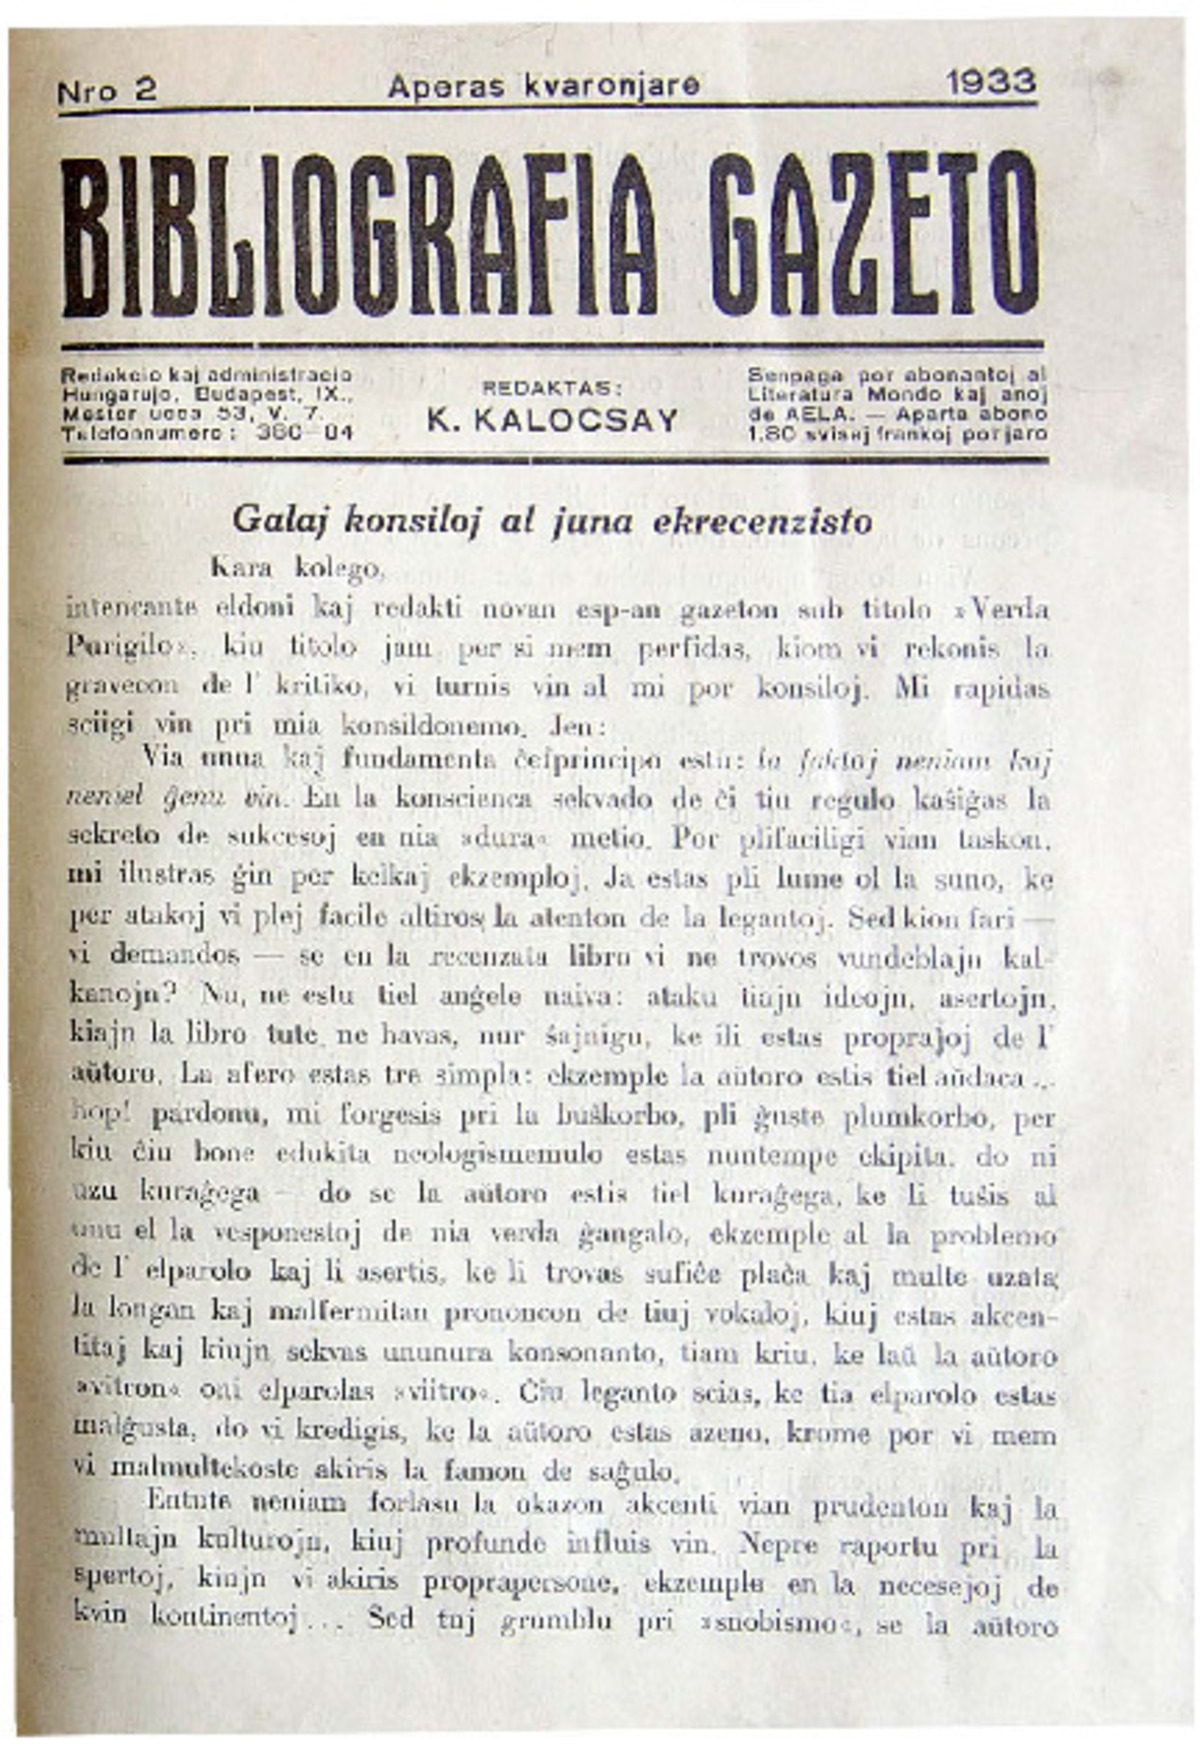 Nro 2 Aperas kvaronjare 1933
BIBLIOGRAFIA GAZETO
Redakcio kaj administracio
Hungarujo, Budapest, IX.,
Mester ucca 53, V. 7.
Telefonnumero: 380-04
REDAKTAS:
K. KALOCSAY
Senpaga por abonantoj al
Literatura Mondo kaj anoj
de AELA. — Aparta abono
1.80 svisaj frankoj por jaro
Galaj konsiloj al juna ekrecenzisto
Kara kolego,
intencante eldoni kaj redakti novan esp-an gazeton sub titolo »Verda
Purigilo», kiu titolo jam per si mem perfidas, kiom vi rekonis la
gravecon de l' kritiko, vi turnis vin al mi por konsiloj. Mi rapidas
sciigi vin pri mia konsildonemo. Jen:
Via unua kaj fundamenta ĉefprincipo estu: la faktoj neniam kaj
neniel ĝenu vin. En la konscienca sekvado de ĉi tiu regulo kaŝiĝas la
sekreto de sukcesoj en nia »dura« metio. Por plifaciligi vian taskon,
mi ilustras ĝin per kelkaj ekzemploj. Ja estas pli lume ol la suno, ke
per atakoj vi plej facile altiros la atenton de la legantoj. Sed kion fari —
vi demandos — se en la recenzata libro vi ne trovos vundeblajn kal-
kanojn? Nu, ne estu tiel anĝele naiva: ataku tiajn ideojn, asertojn,
kiajn la libro tute ne havas, nur ŝajnigu, ke ili estas propraĵoj de l'
aŭtoro. La afero estas tre simpla: ekzemple la aŭtoro estis tiel aŭdaca...
hop! pardonu, mi forgesis pri la buŝkorbo, pli ĝuste plumkorbo, per
kiu ĉiu bone edukita neologismemulo estas nuntempe ekipita, do ni
uzu kuraĝega — do se la aŭtoro estis tiel kuraĝega, ke li tuŝis al
unu el la vesponestoj de nia verda ĝangalo, ekzemple al la problemo
de l' elparolo kaj li asertis, ke li trovas sufiĉe plaĉa kaj multe uzata
la longan kaj malfermitan prononcon de tiuj vokaloj, kiuj estas akcen-
titaj kaj kiujn sekvas ununura konsonanto, tiam kriu, ke laŭ la aŭtoro
»vitron« oni elparolas »viitro«. Ĉiu leganto scias, ke tia elparolo estas
malĝusta, do vi kredigis, ke la aŭtoro estas azeno, krome por vi mem
vi malmultekoste akiris la famon de saĝulo.
Entute neniam forlasu la okazon akcenti vian prudenton kaj la
multajn kulturojn, kiuj profunde influis vin. Nepre raportu pri la
spertoj, kiujn vi akiris proprapersone, ekzemple en la necesejoj de
kvin kontinentoj... Sed tuj grumblu pri »snobismo«, se la aŭtoro